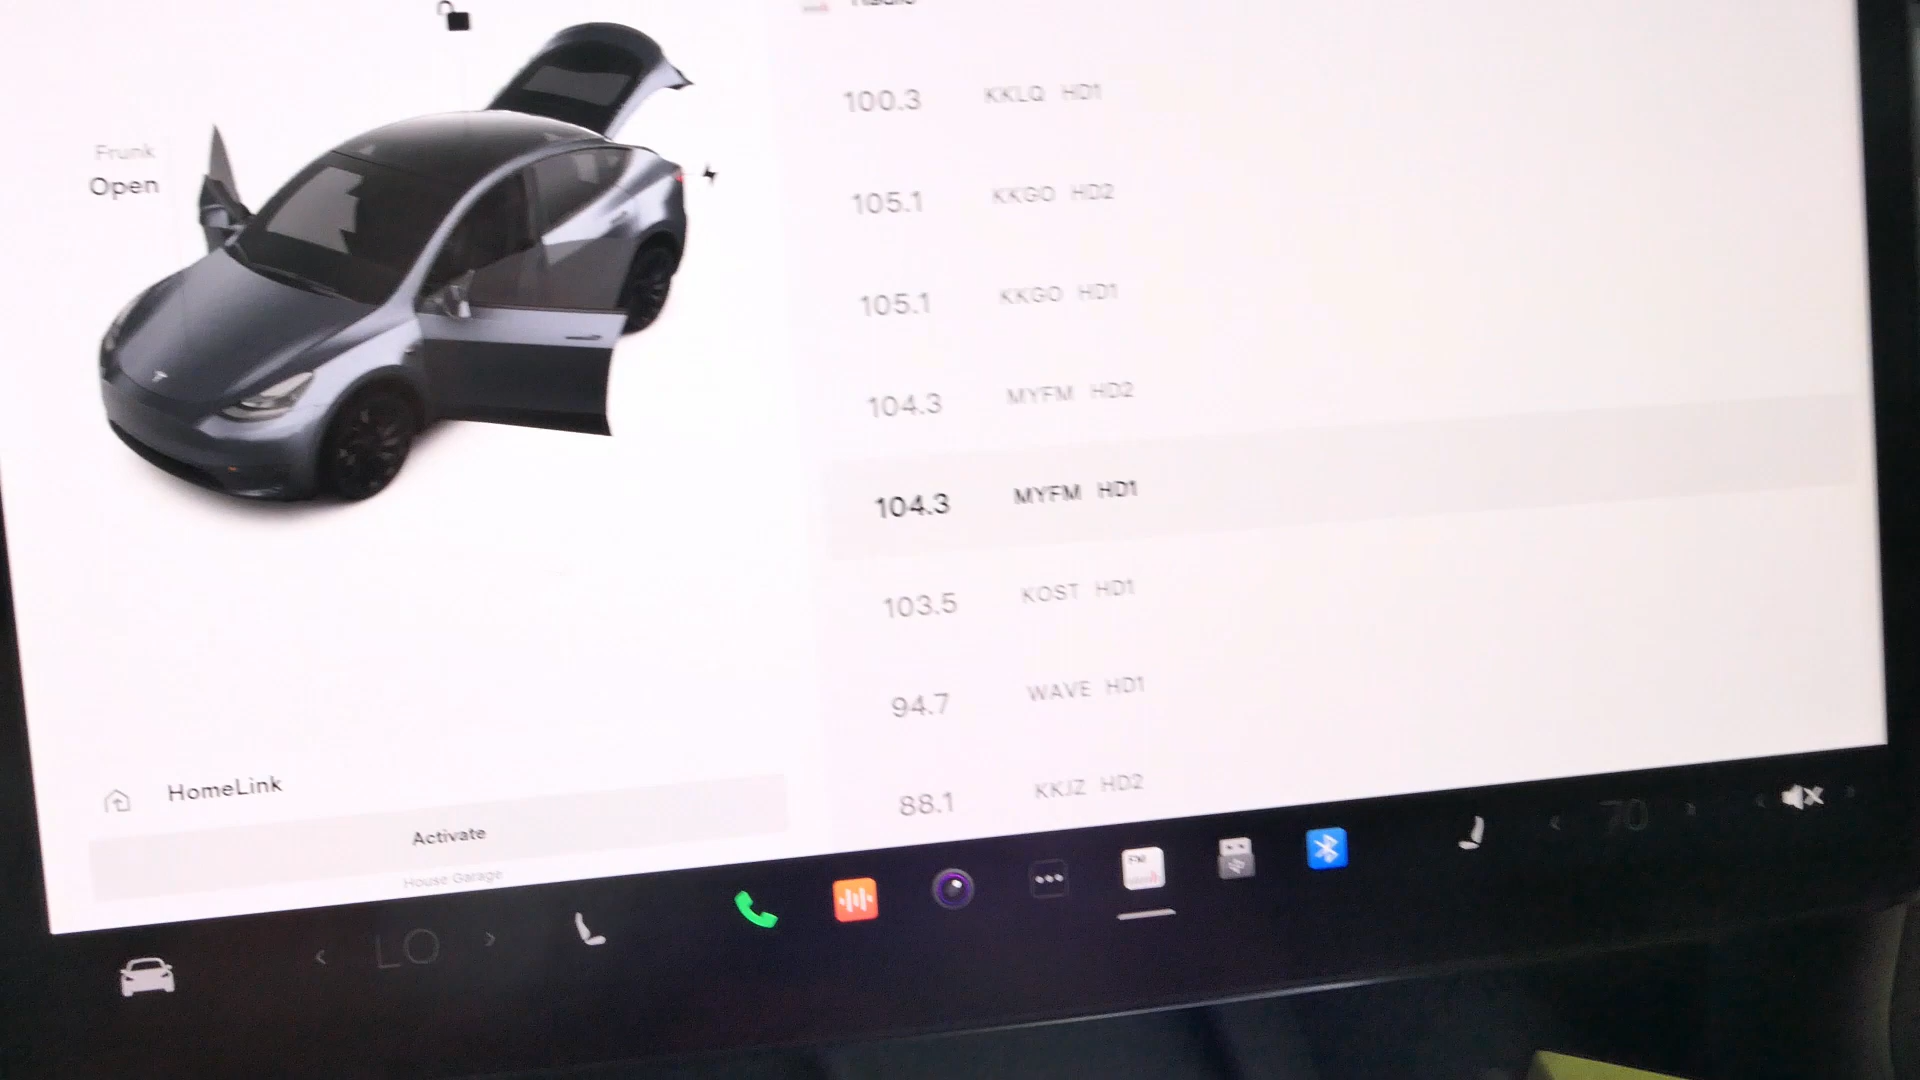 Radio
100.3 KKLQ HD1
105.1 KKGO HD2
Frunk
Open
105.1 KKGO HD1
104.3 MYFM HD2
104.3 MYFM HD1
103.5 KOST HD1
94.7 WAVE HD1
88.1 KKJZ HD2
HomeLink
Activate
House Garage
FM
LO
70